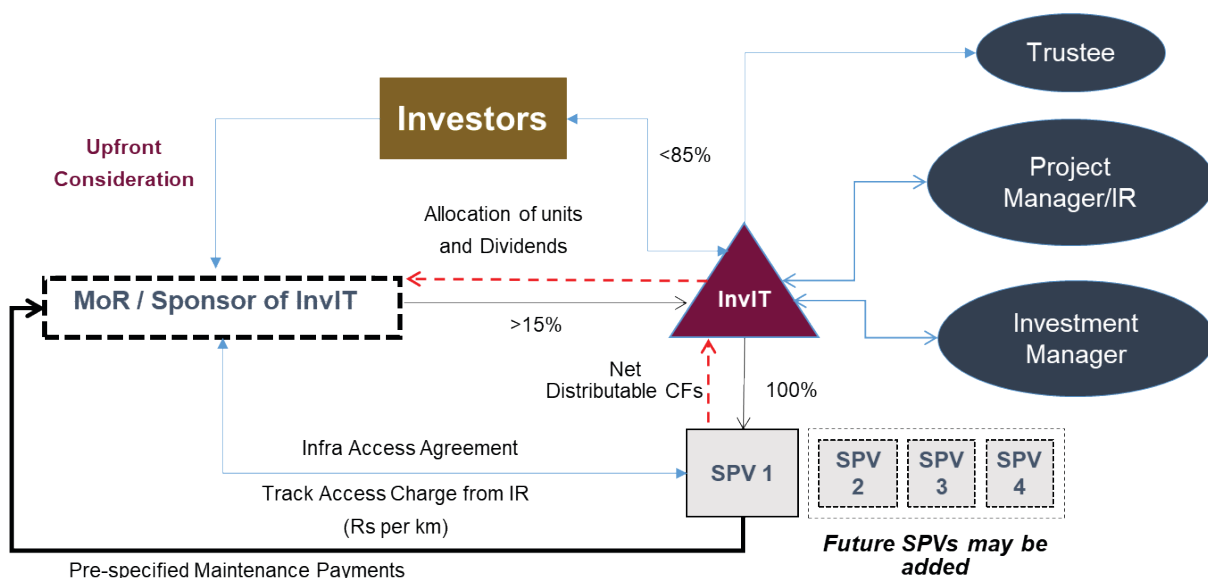 Trustee
Investors
Upfront
Consideration
<85%
Project
Manager/IR
Allocation of units
and Dividends
MoR / Sponsor of InvIT
InvIT
>15%
Investment
Manager
Net
Distributable CFs
100%
Infra Access Agreement
SPV 1
SPV
2
SPV
3
SPV
4
Track Access Charge from IR
(Rs per km)
Future SPVs may be
added
Pre-specified Maintenance Payments